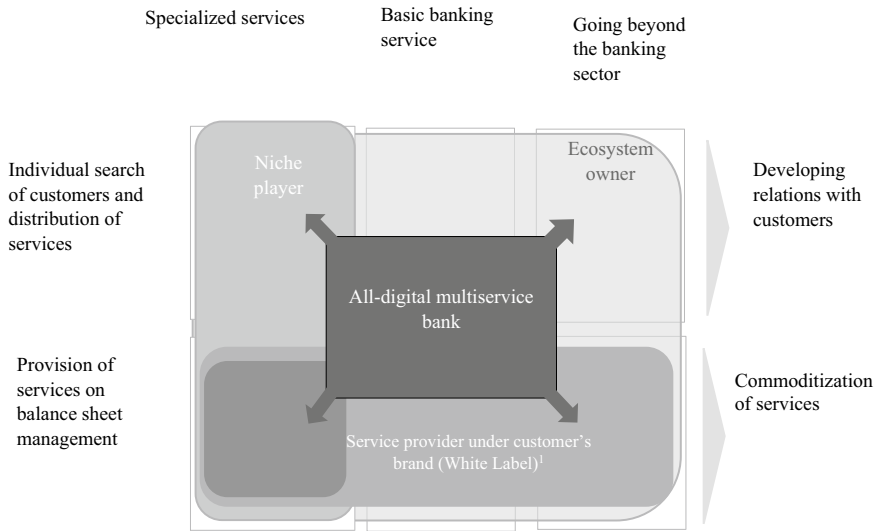 Specialized services
Basic banking
service
Going beyond
the banking
sector
Individual search
of customers and
distribution of
services
Niche
player
Ecosystem
owner
Developing
relations with
customers
All-digital multiservice
bank
Provision of
services on
balance sheet
management
Commoditization
of services
Service provider under customer's
brand (White Label)¹